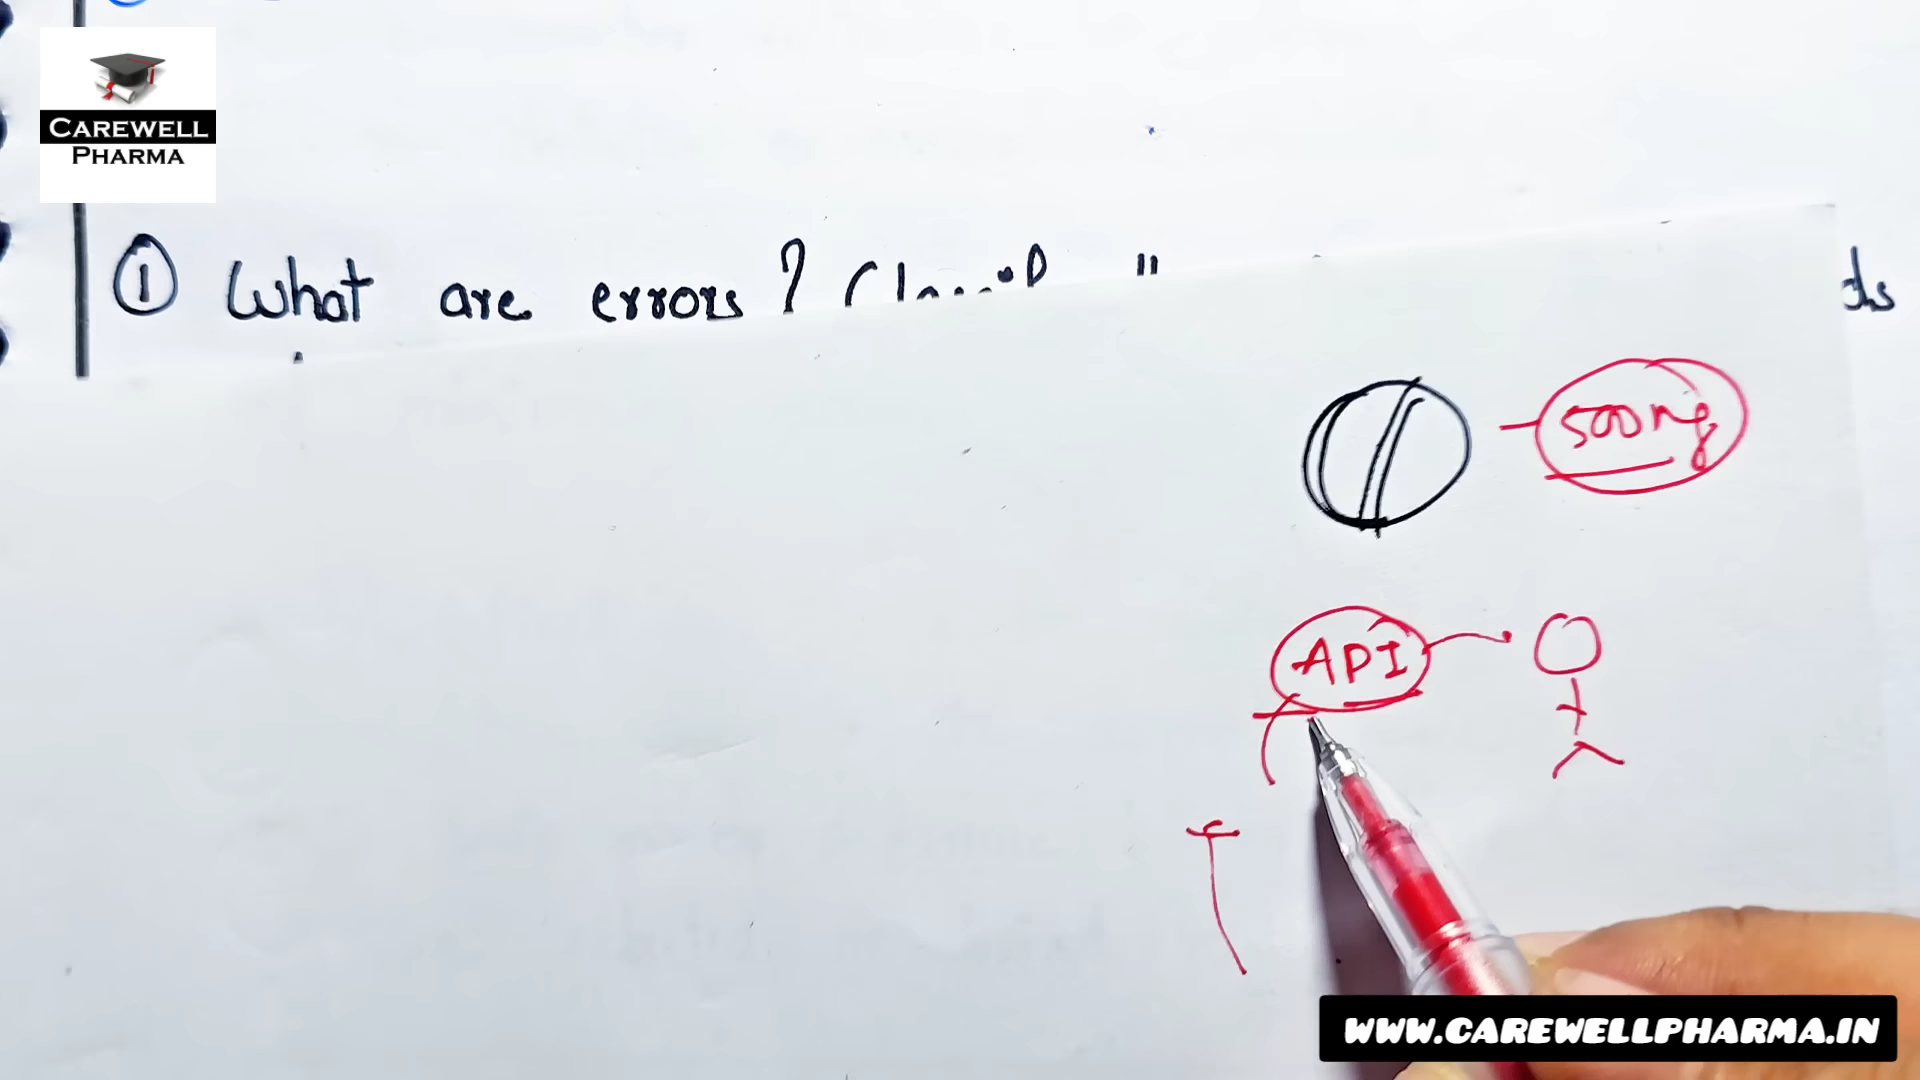 CAREWELL
PHARMA
① What are errors?
500mg
API
WWW.CAREWELLPHARMA.IN